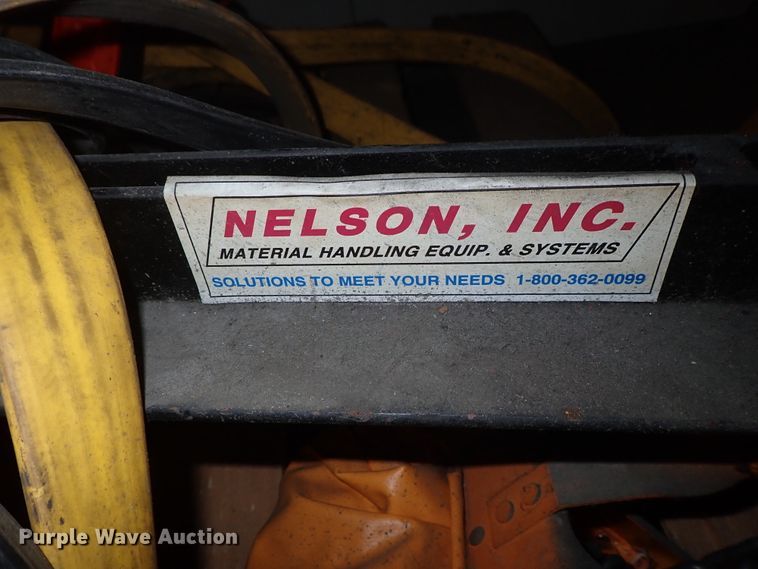 NELSON, INC.
MATERIAL HANDLING EQUIP. & SYSTEMS
SOLUTIONS TO MEET YOUR NEEDS 1-800-362-0099
Purple Wave Auction